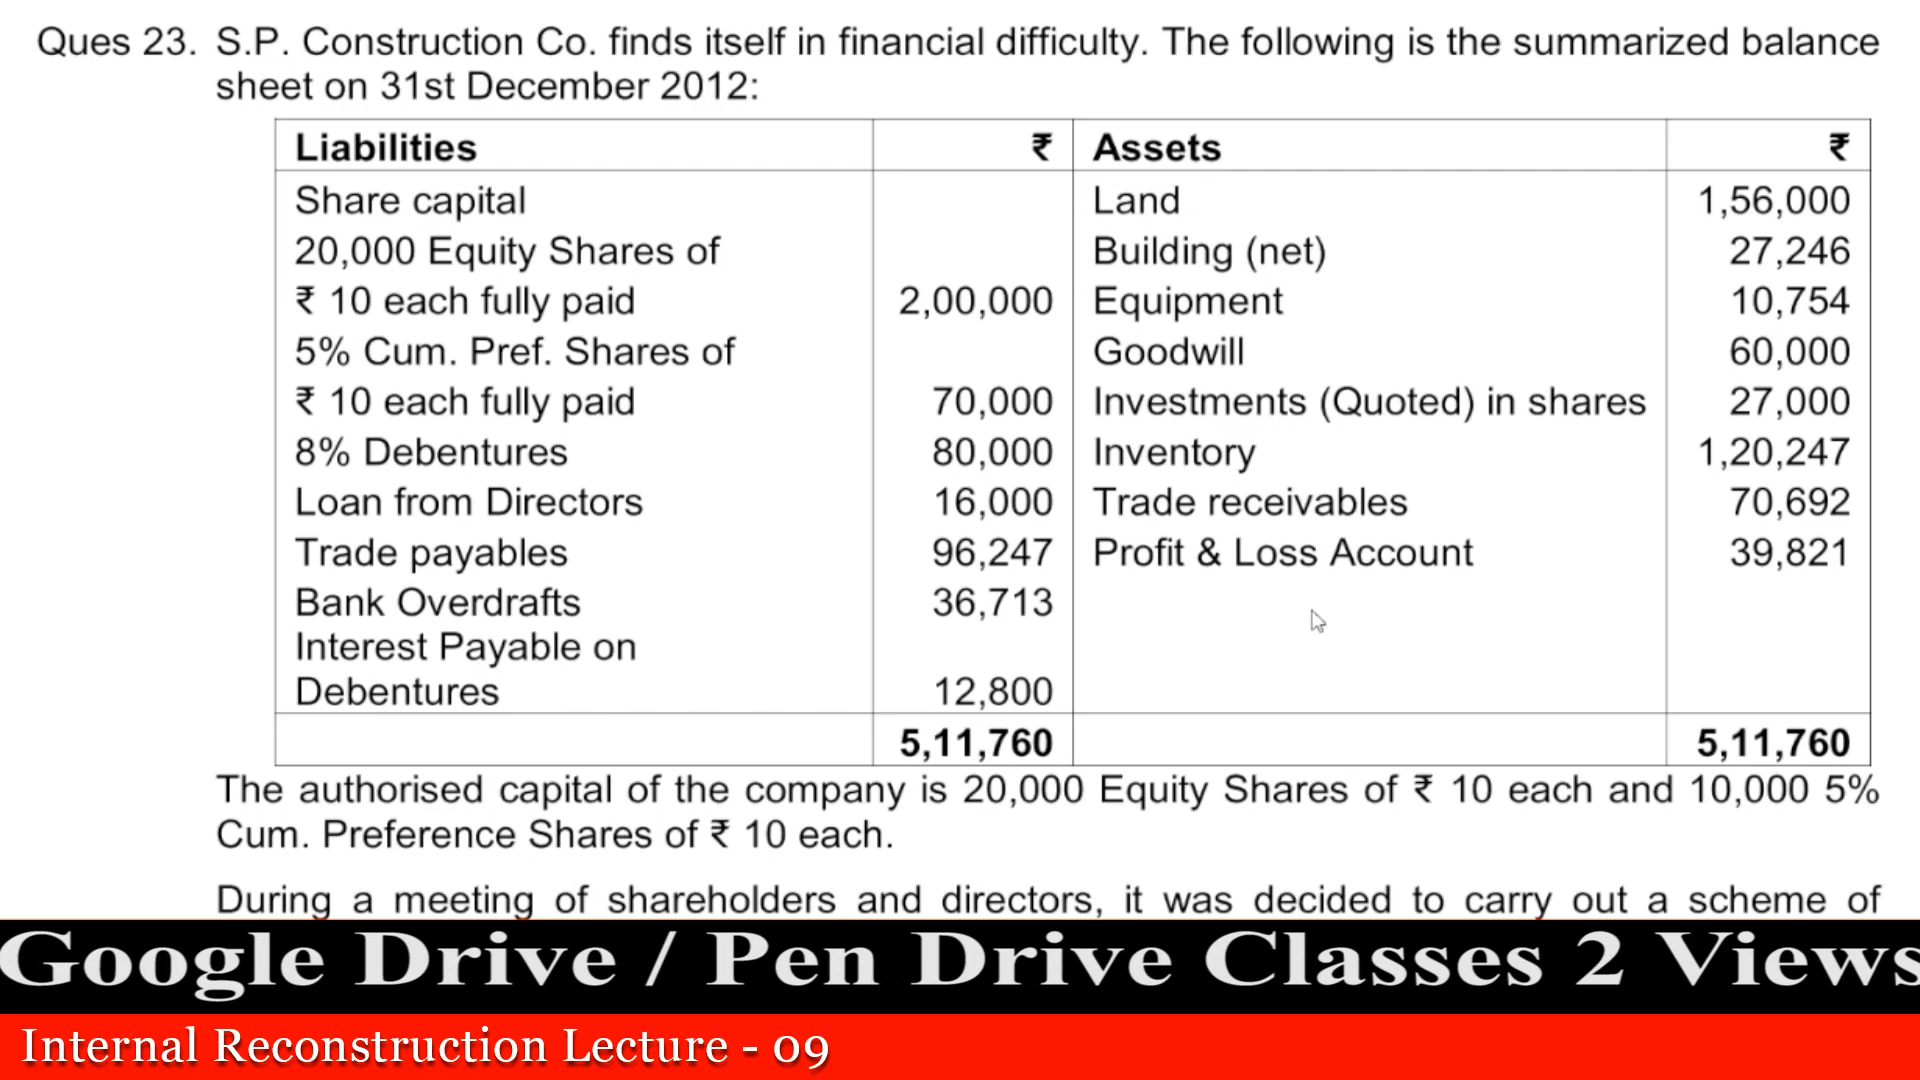 Ques 23. S.P. Construction Co. finds itself in financial difficulty. The following is the summarized balance
sheet on 31st December 2012:
Liabilities ₹ Assets ₹
Share capital Land 1,56,000
20,000 Equity Shares of Building (net) 27,246
₹ 10 each fully paid 2,00,000 Equipment 10,754
5% Cum. Pref. Shares of Goodwill 60,000
₹ 10 each fully paid 70,000 Investments (Quoted) in shares 27,000
8% Debentures 80,000 Inventory 1,20,247
Loan from Directors 16,000 Trade receivables 70,692
Trade payables 96,247 Profit & Loss Account 39,821
Bank Overdrafts 36,713
Interest Payable on
Debentures 12,800
5,11,760 5,11,760
The authorised capital of the company is 20,000 Equity Shares of ₹ 10 each and 10,000 5%
Cum. Preference Shares of ₹ 10 each.
During a meeting of shareholders and directors, it was decided to carry out a scheme of
Google Drive / Pen Drive Classes 2 Views
Internal Reconstruction Lecture - 09